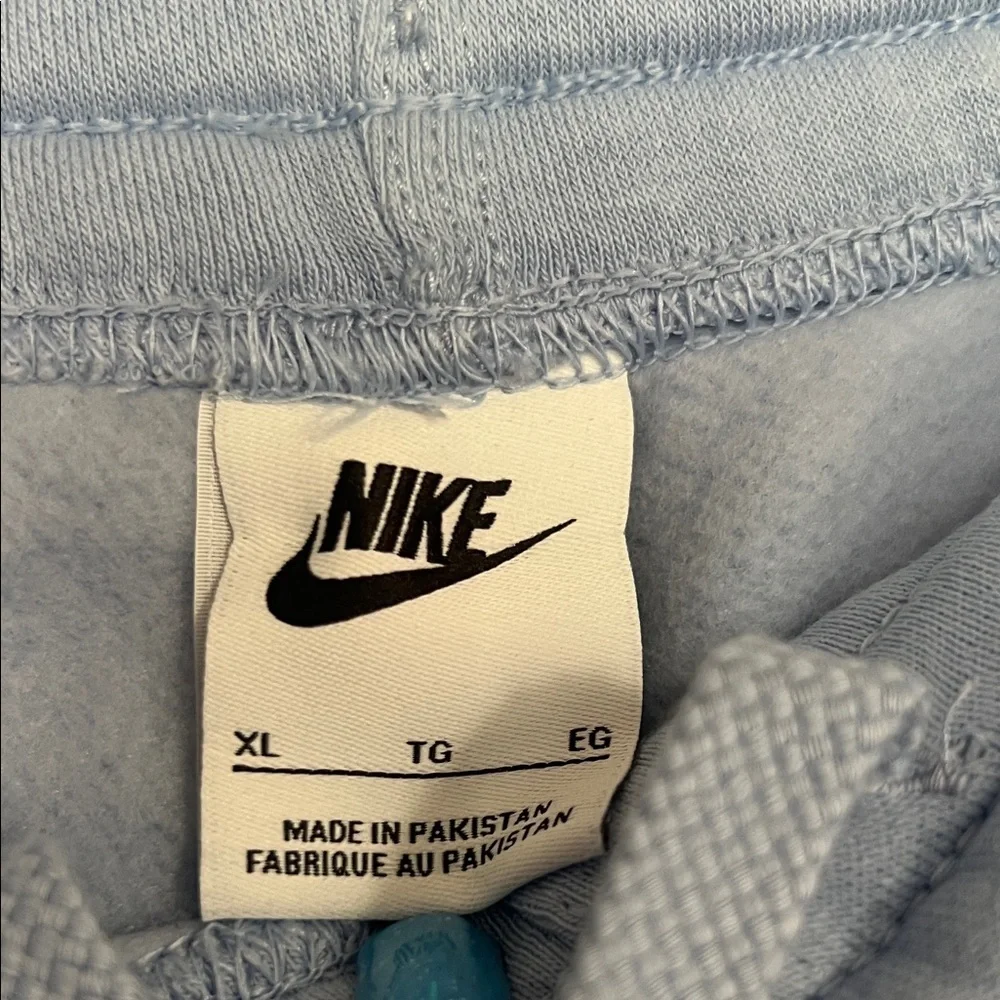 NIKE
XL TG EG
MADE IN PAKISTAN
FABRIQUE AU PAKISTAN